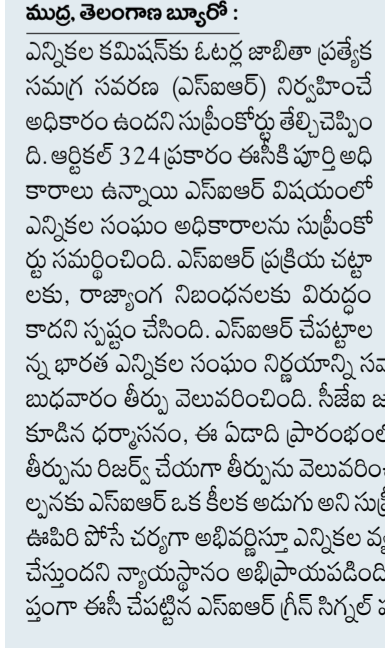 ముద్ర, తెలంగాణ బ్యూరో :
ఎన్నికల కమిషన్‌కు ఓటర్ల జాబితా ప్రత్యేక
సమగ్ర సవరణ (ఎస్ఐఆర్) నిర్వహించే
అధికారం ఉందని సుప్రీంకోర్టు తేల్చిచెప్పిం
ది. ఆర్టికల్ 324 ప్రకారం ఈసీకి పూర్తి అధి
కారాలు ఉన్నాయి ఎస్ఐఆర్ విషయంలో
ఎన్నికల సంఘం అధికారాలను సుప్రీంకో
ర్టు సమర్థించింది. ఎస్ఐఆర్ ప్రక్రియ చట్టా
లకు, రాజ్యాంగ నిబంధనలకు విరుద్ధం
కాదని స్పష్టం చేసింది. ఎస్ఐఆర్ చేపట్టాల
న్న భారత ఎన్నికల సంఘం నిర్ణయాన్ని
బుధవారం తీర్పు వెలువరించింది. సీజేఐ
కూడిన ధర్మాసనం, ఈ ఏడాది
తీర్పును రిజర్వ్ చేయగా తీర్పును
ల్పనకు ఎస్ఐఆర్ ఒక కీలక అడుగు అని
ఊపిరి పోసే చర్యగా అభివర్ణిస్తూ ఎన్నికల
చేస్తుందని న్యాయస్థానం
ప్తంగా ఈసీ చేపట్టిన ఎస్ఐఆర్ గ్రీన్ సిగ్నల్